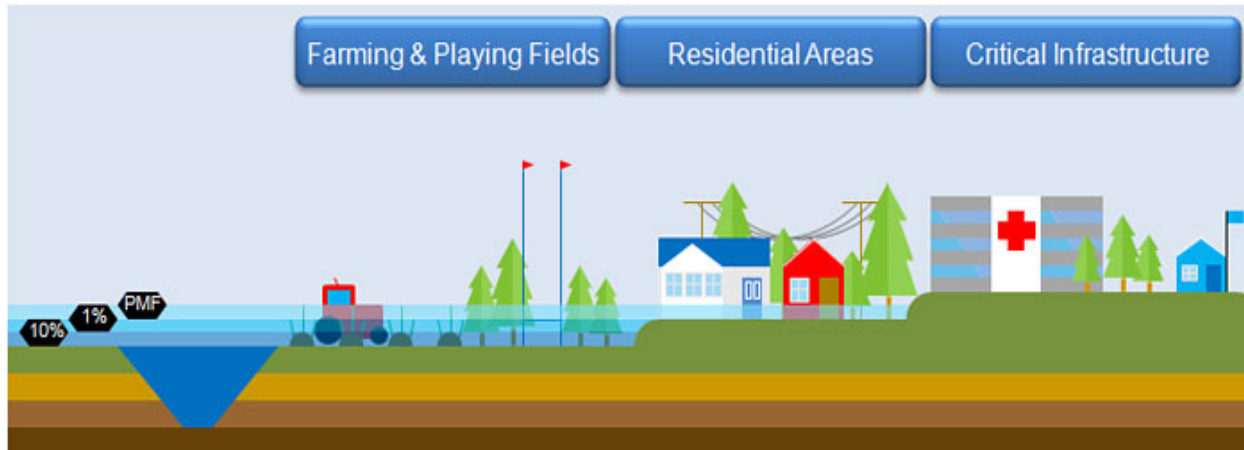 Farming & Playing Fields
Residential Areas
Critical Infrastructure
PMF
1%
10%